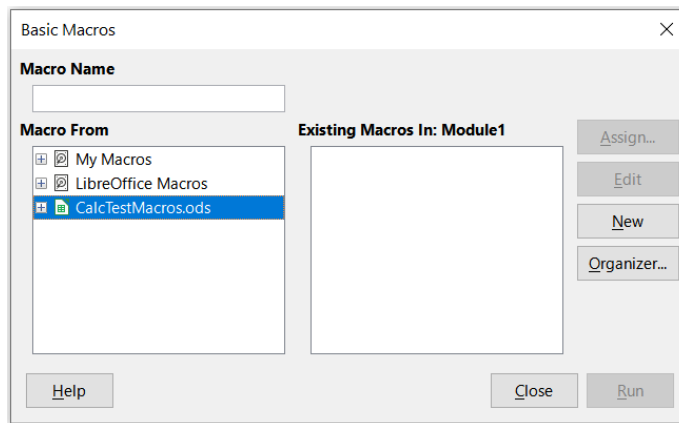 Basic Macros
Macro Name
Macro From
Existing Macros In: Module1
My Macros
LibreOffice Macros
CalcTestMacros.ods
Assign...
Edit
New
Organizer...
Help
Close
Run